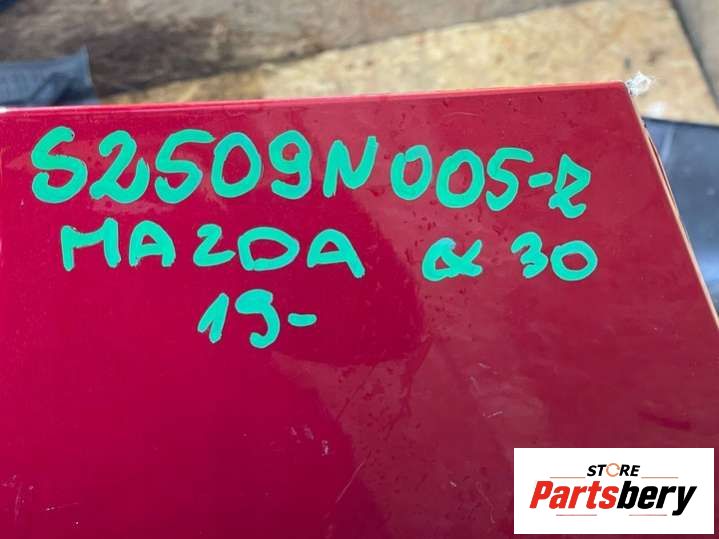 S2509N005-Z
MAZDA CX 30
19-
STORE
Partsbery